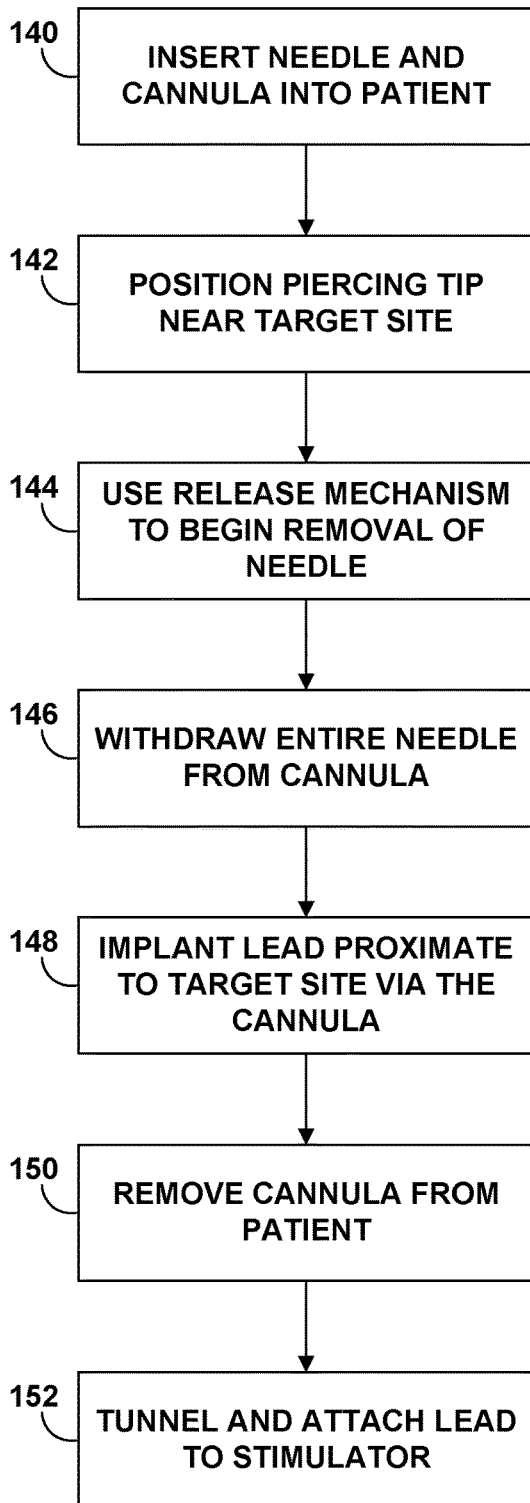 140
INSERT NEEDLE AND
CANNULA INTO PATIENT
142
POSITION PIERCING TIP
NEAR TARGET SITE
144
USE RELEASE MECHANISM
TO BEGIN REMOVAL OF
NEEDLE
146
WITHDRAW ENTIRE NEEDLE
FROM CANNULA
148
IMPLANT LEAD PROXIMATE
TO TARGET SITE VIA THE
CANNULA
150
REMOVE CANNULA FROM
PATIENT
152
TUNNEL AND ATTACH LEAD
TO STIMULATOR